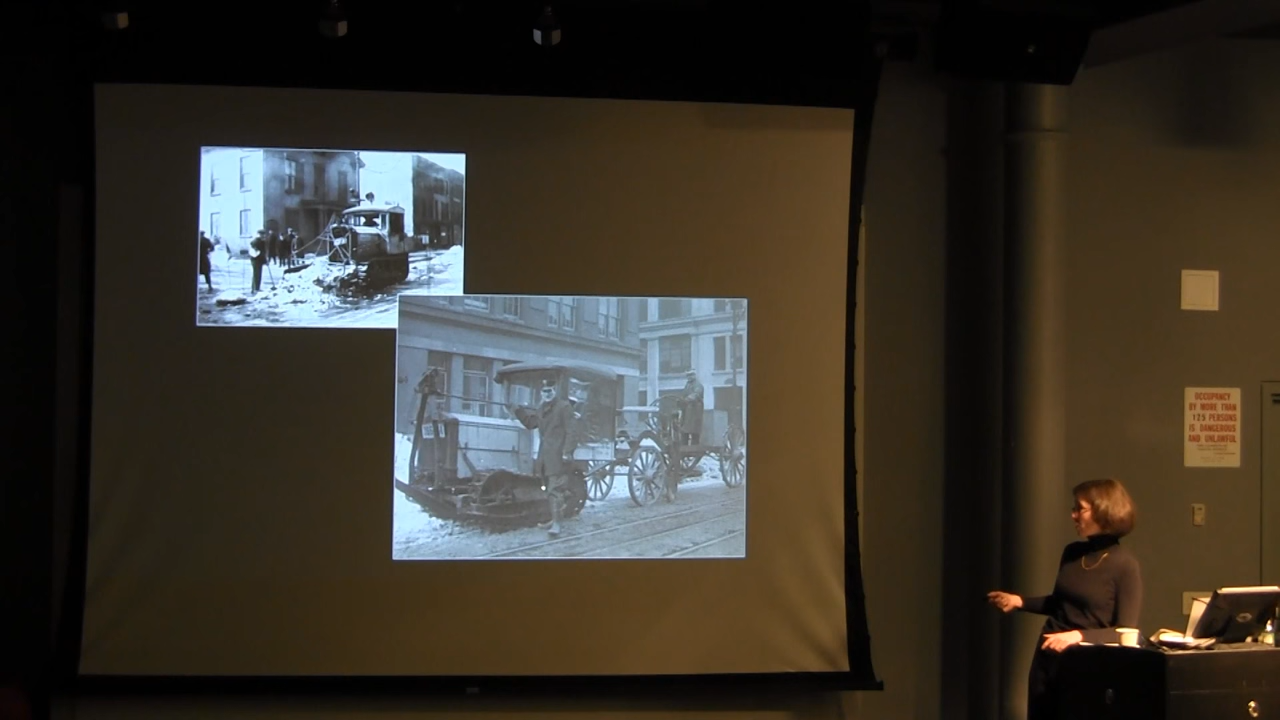 OCCUPANCY
BY MORE THAN
125 PERSONS
IS DANGEROUS
AND UNLAWFUL